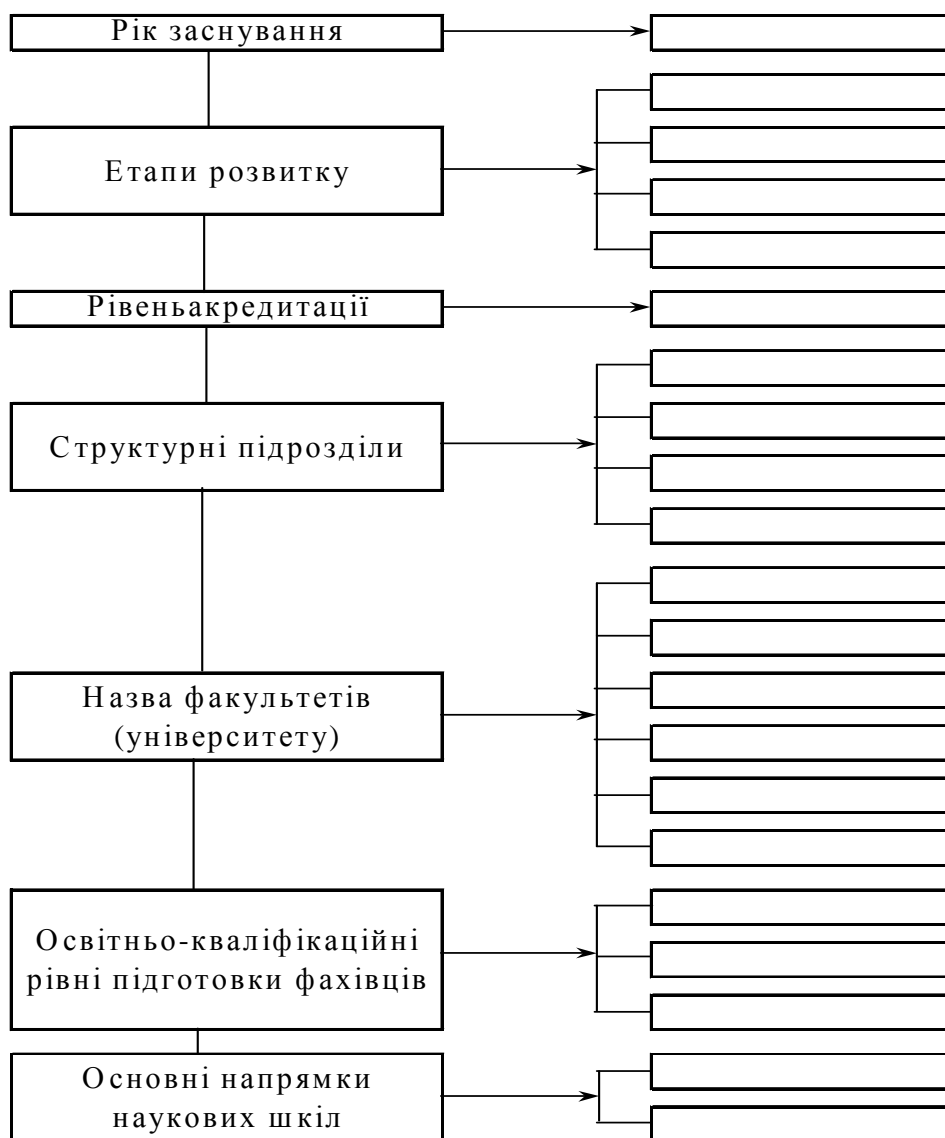 Рік заснування
Етапи розвитку
Рівеньакредитації
Структурні підрозділи
Назва факультетів
(університету)
Освітньо-кваліфікаційні
рівні підготовки фахівців
Основні напрямки
наукових шкіл